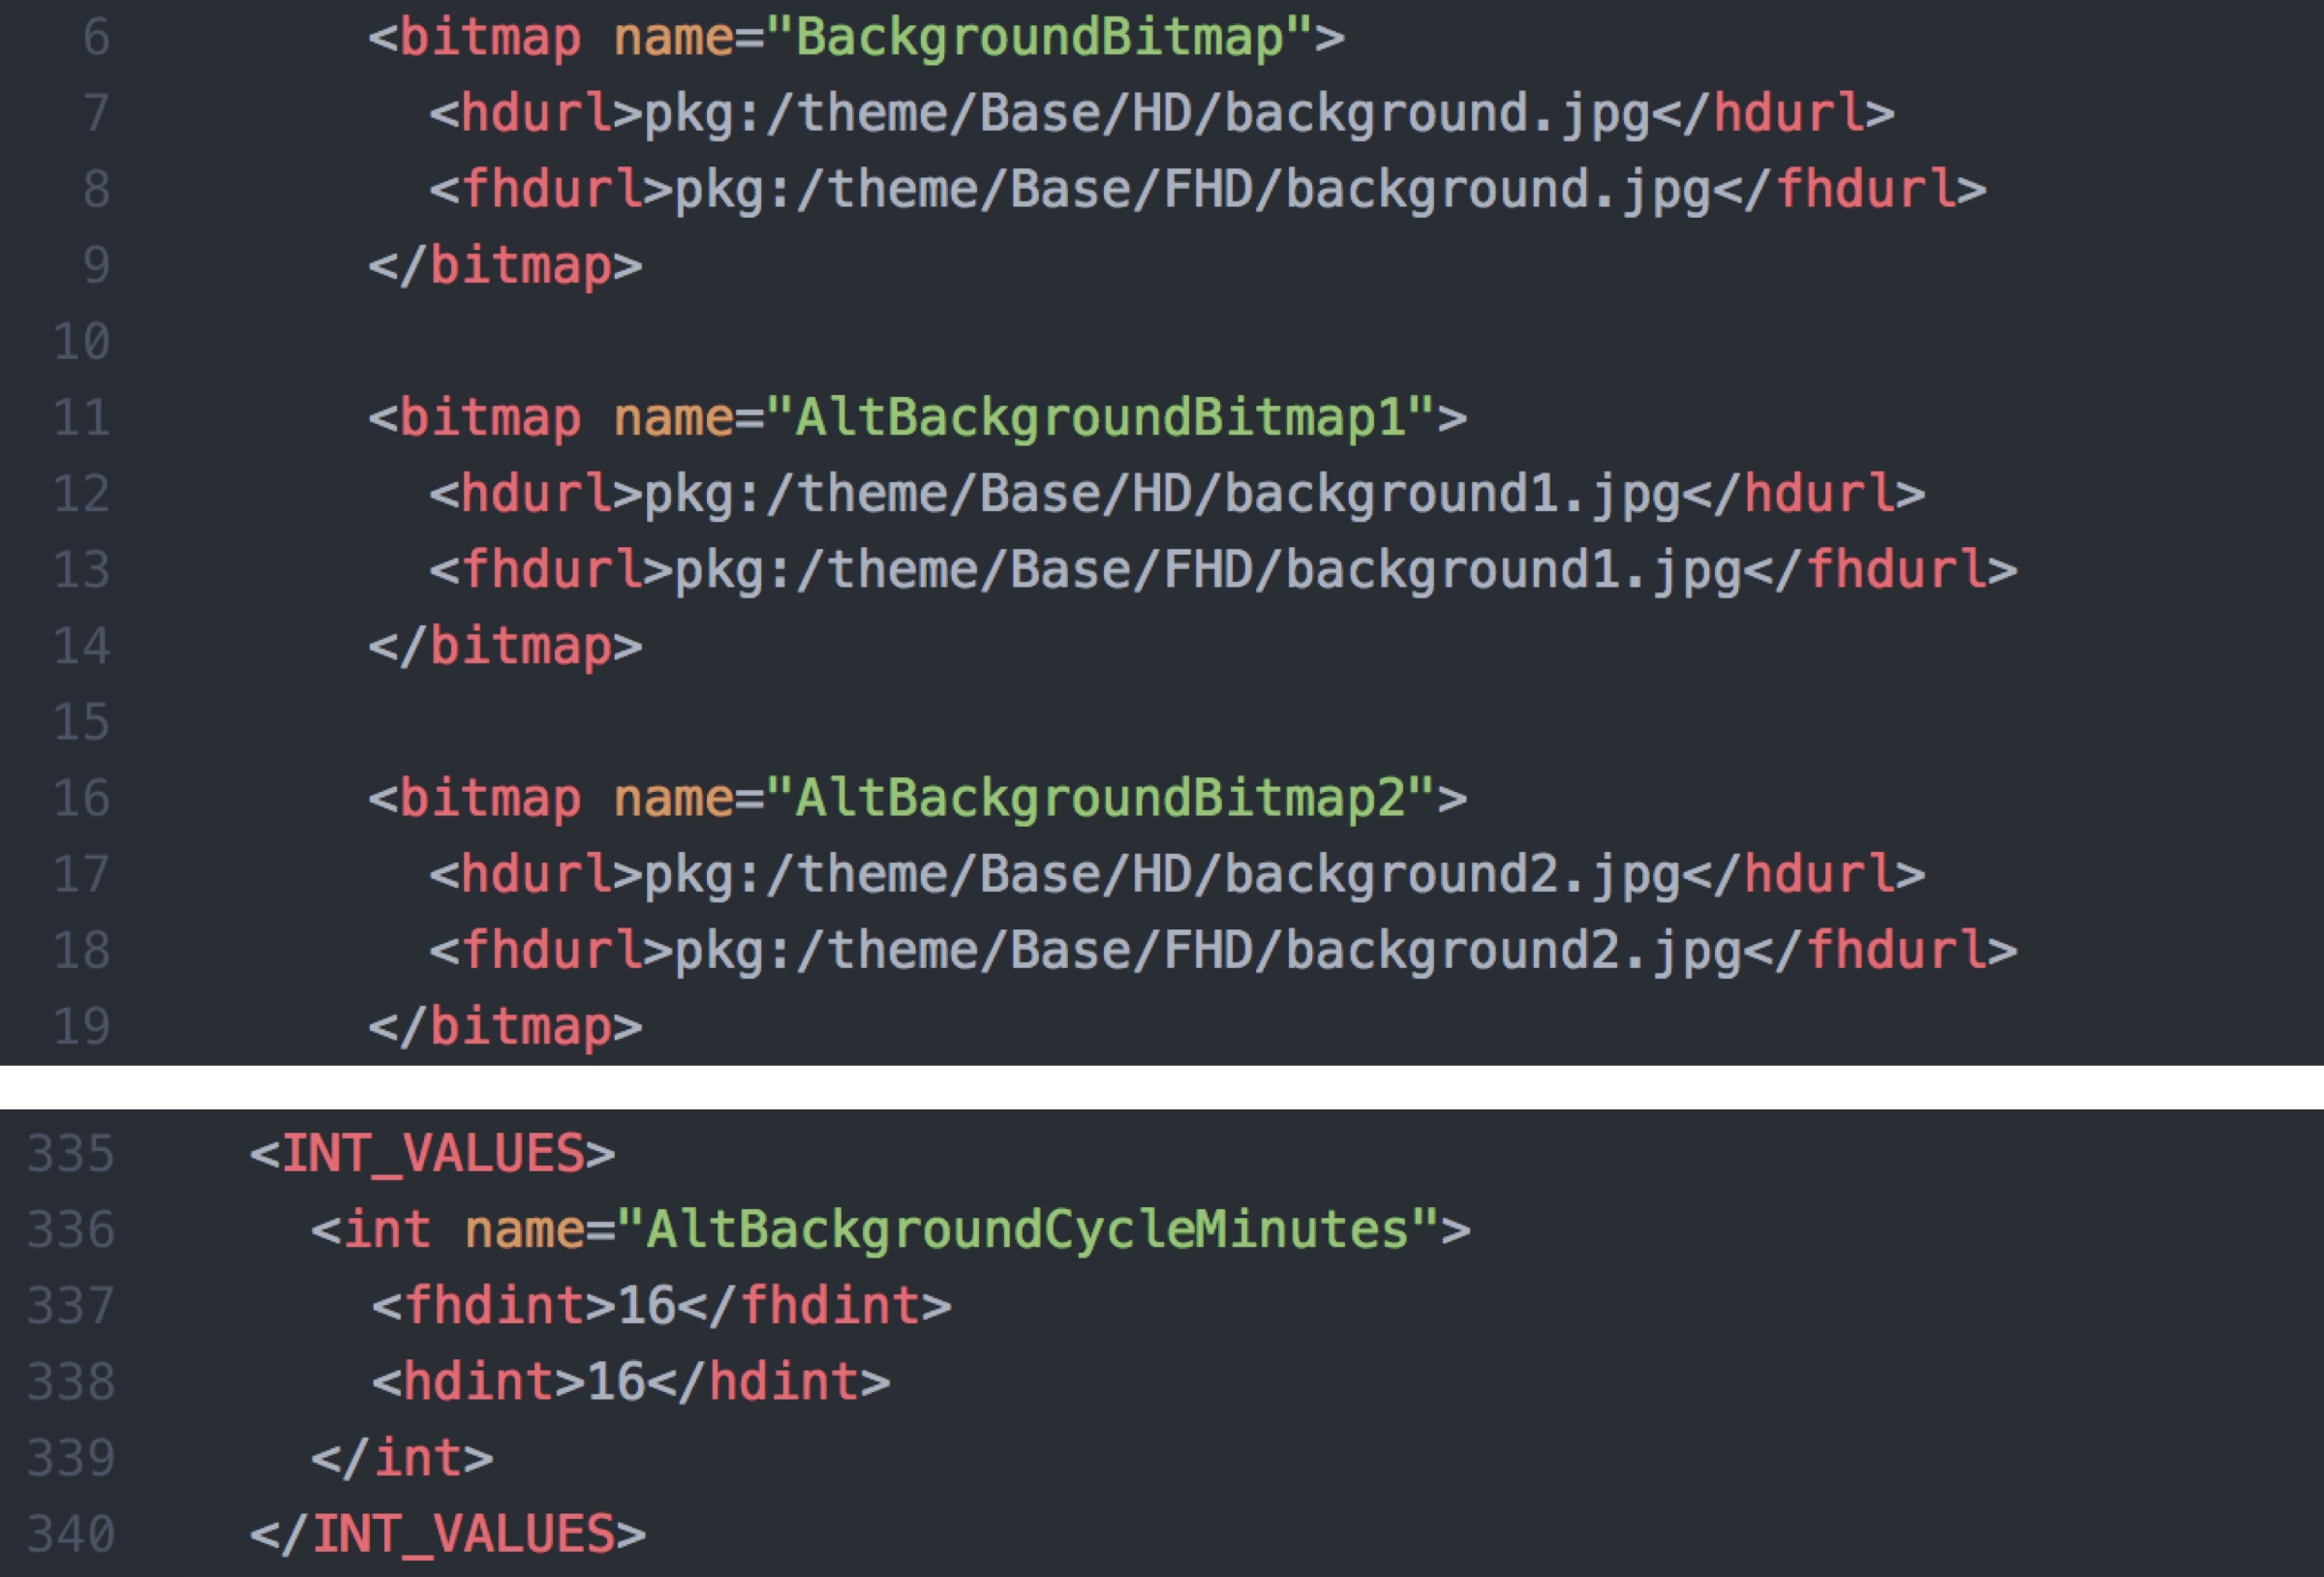 6 <bitmap name="BackgroundBitmap">
7 <hdurl>pkg:/theme/Base/HD/background.jpg</hdurl>
8 <fhdurl>pkg:/theme/Base/FHD/background.jpg</fhdurl>
9 </bitmap>
10
11 <bitmap name="AltBackgroundBitmap1">
12 <hdurl>pkg:/theme/Base/HD/background1.jpg</hdurl>
13 <fhdurl>pkg:/theme/Base/FHD/background1.jpg</fhdurl>
14 </bitmap>
15
16 <bitmap name="AltBackgroundBitmap2">
17 <hdurl>pkg:/theme/Base/HD/background2.jpg</hdurl>
18 <fhdurl>pkg:/theme/Base/FHD/background2.jpg</fhdurl>
19 </bitmap>
335 <INT_VALUES>
336 <int name="AltBackgroundCycleMinutes">
337 <fhdint>16</fhdint>
338 <hdint>16</hdint>
339 </int>
340 </INT_VALUES>